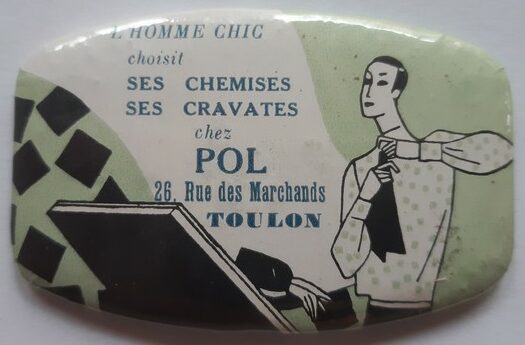 L'HOMME CHIC
choisit
SES CHEMISES
SES CRAVATES
chez
POL
26, Rue des Marchands
TOULON